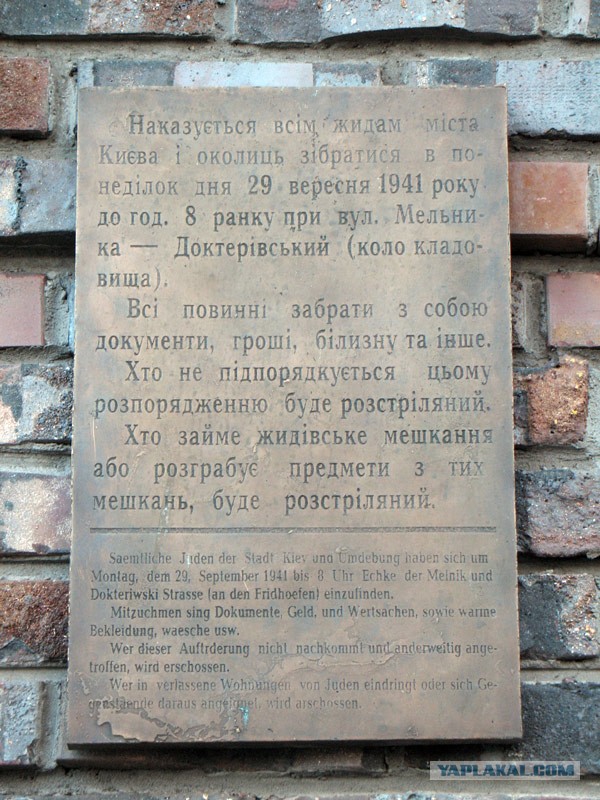 Наказується всім жидам міста
Києва і околиць зібратися в по-
неділок дня 29 вересня 1941 року
до год. 8 ранку при вул. Мельни-
ка — Доктерівський (коло кладо-
вища).
Всі повинні забрати з собою
документи, гроші, білизну та інше.
Хто не підпорядкується цьому
розпорядженню буде розстріляний.
Хто займе жидівське мешкання
або розграбує предмети з тих
мешкань, буде розстріляний.
Saemtliche Juden der Stadt Kiev und Umdebung haben sich um
Montag, dem 29. September 1941 bis 8 Uhr Echke der Melnik und
Dokteriwski Strasse (an den Fridhoefen) einzufinden.
Mitzuchmen sing Dokumente, Geld, und Wertsachen, sowie warme
Bekleidung, waesche usw.
Wer dieser Auftrderung nicht nachkommt und anderweitig ange-
troffen, wird erschossen.
Wer in verlassene Wohnungen von Juden eindringt oder sich Ge-
genstaende daraus angeignet, wird arschossen.
YAPLAKAL.COM